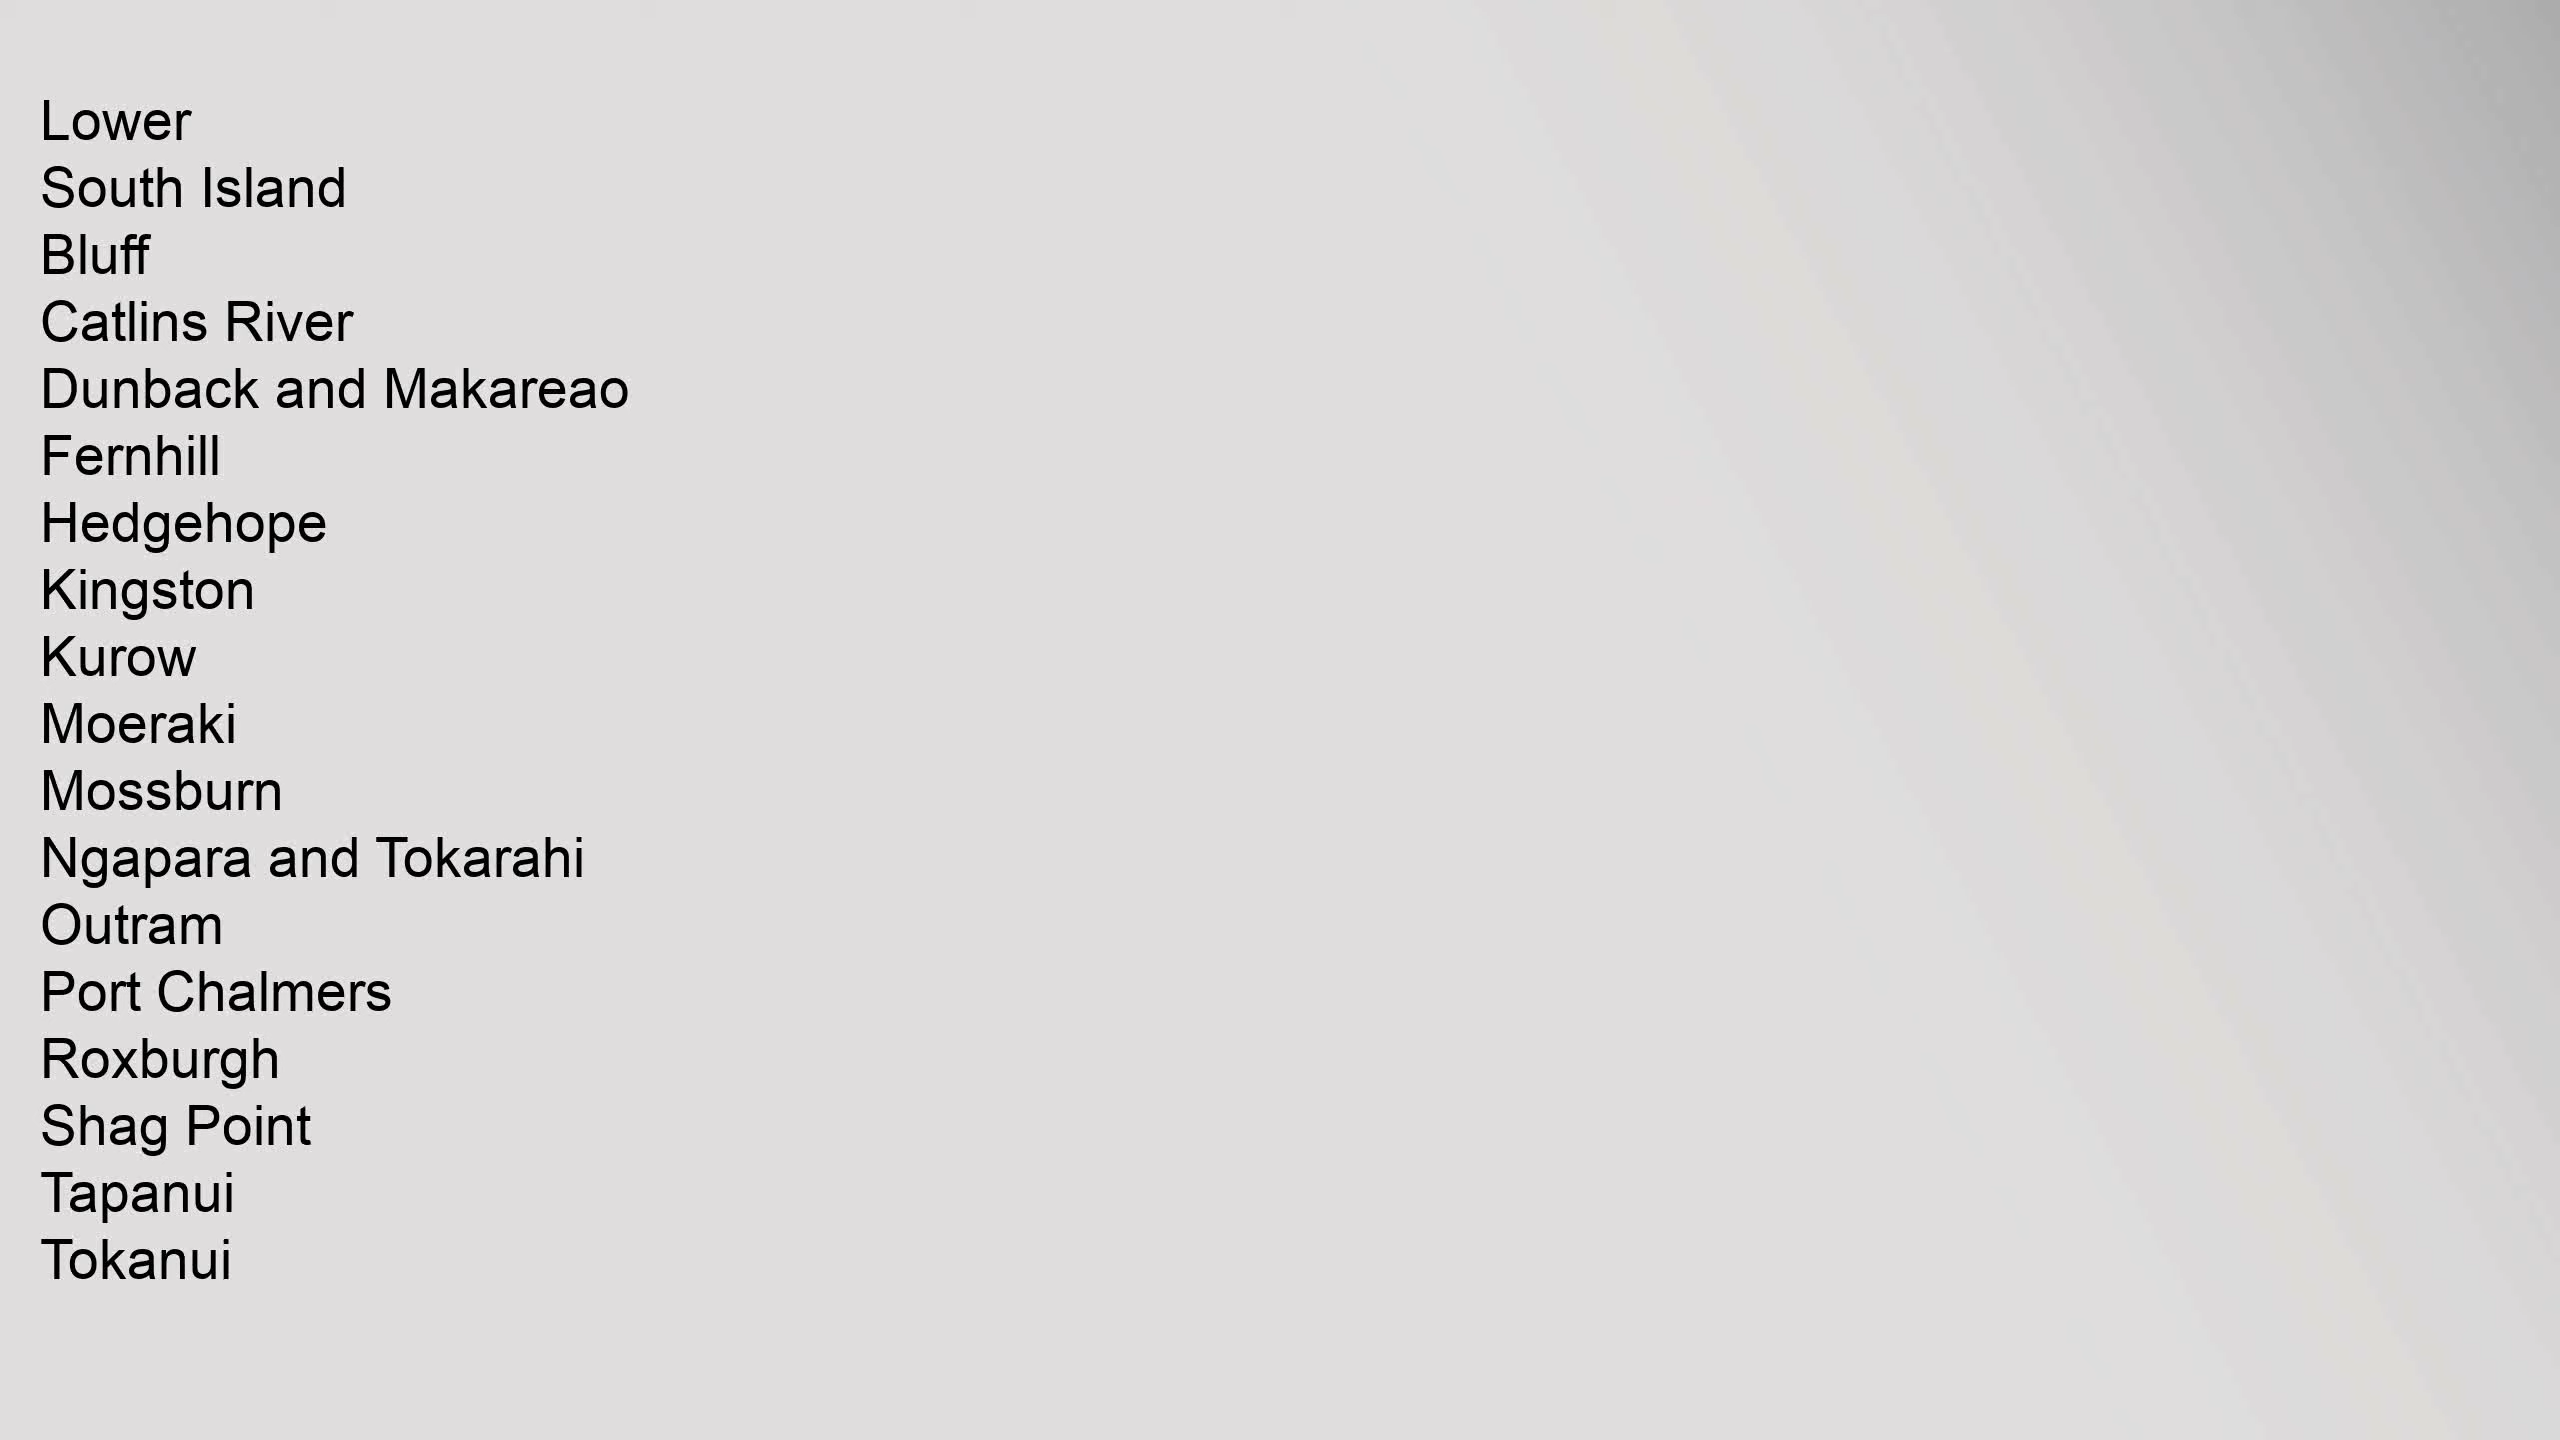 Lower
South Island
Bluff
Catlins River
Dunback and Makareao
Fernhill
Hedgehope
Kingston
Kurow
Moeraki
Mossburn
Ngapara and Tokarahi
Outram
Port Chalmers
Roxburgh
Shag Point
Tapanui
Tokanui